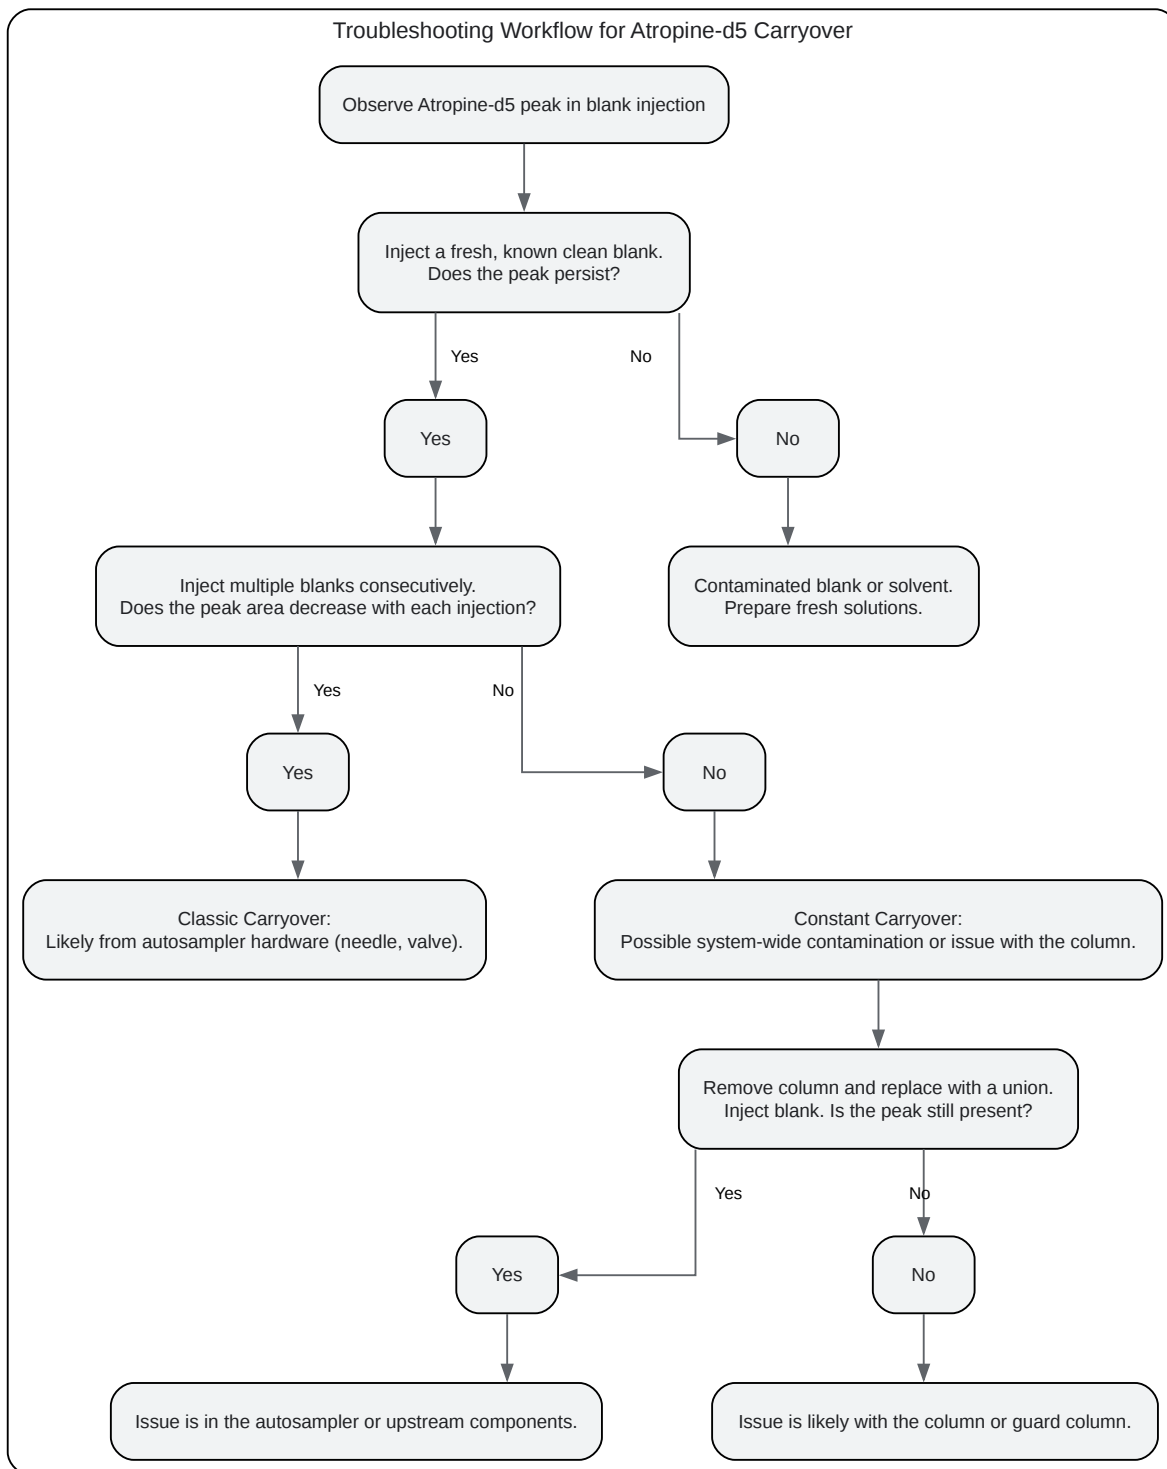 Troubleshooting Workflow for Atropine-d5 Carryover
Observe Atropine-d5 peak in blank injection
Inject a fresh, known clean blank.
Does the peak persist?
Yes
No
Yes
No
Inject multiple blanks consecutively.
Does the peak area decrease with each injection?
Contaminated blank or solvent.
Prepare fresh solutions.
Yes
No
Yes
No
Classic Carryover:
Likely from autosampler hardware (needle, valve).
Constant Carryover:
Possible system-wide contamination or issue with the column.
Remove column and replace with a union.
Inject blank. Is the peak still present?
Yes
No
Yes
No
Issue is in the autosampler or upstream components.
Issue is likely with the column or guard column.